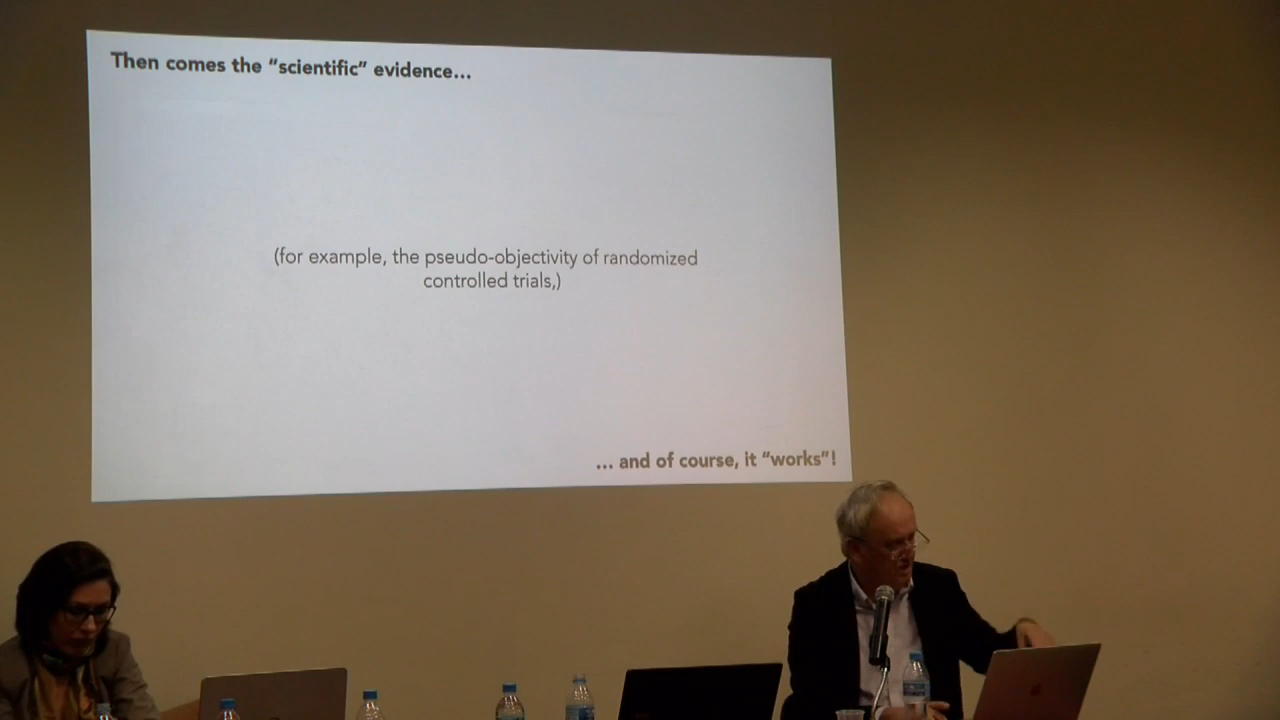 Then comes the “scientific” evidence...
(for example, the pseudo-objectivity of randomized
controlled trials,)
... and of course, it “works”!